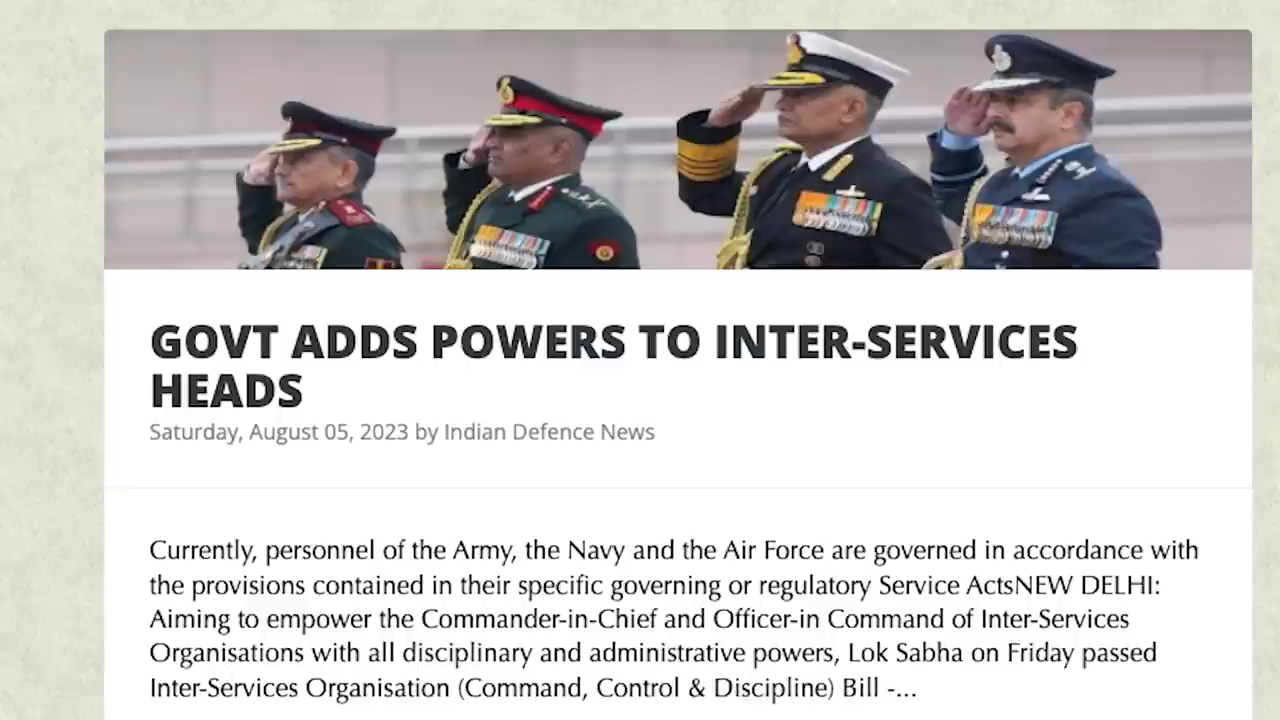 GOVT ADDS POWERS TO INTER-SERVICES
HEADS
Saturday, August 05, 2023 by Indian Defence News
Currently, personnel of the Army, the Navy and the Air Force are governed in accordance with
the provisions contained in their specific governing or regulatory Service ActsNEW DELHI:
Aiming to empower the Commander-in-Chief and Officer-in Command of Inter-Services
Organisations with all disciplinary and administrative powers, Lok Sabha on Friday passed
Inter-Services Organisation (Command, Control & Discipline) Bill -...